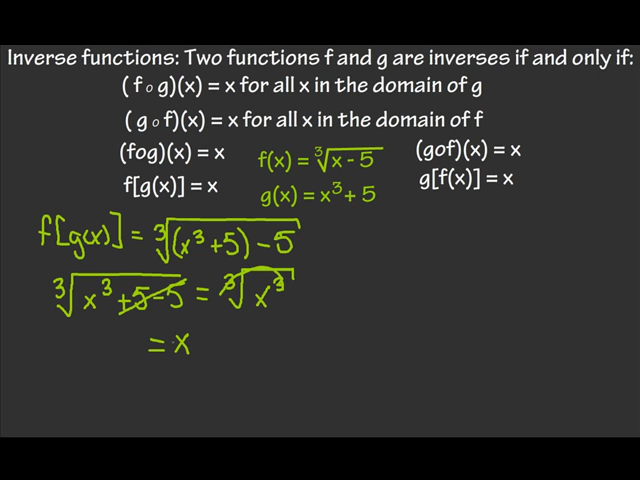 Inverse functions: Two functions f and g are inverses if and only if:
( f o g)(x) = x for all x in the domain of g
( g o f)(x) = x for all x in the domain of f
(fog)(x) = x
f[g(x)] = x
f(x) = ∛(x - 5)
g(x) = x³ + 5
(gof)(x) = x
g[f(x)] = x
f[g(x)] = ∛((x³ + 5) - 5)
∛(x³ + 5 - 5) = ∛(x³)
= x